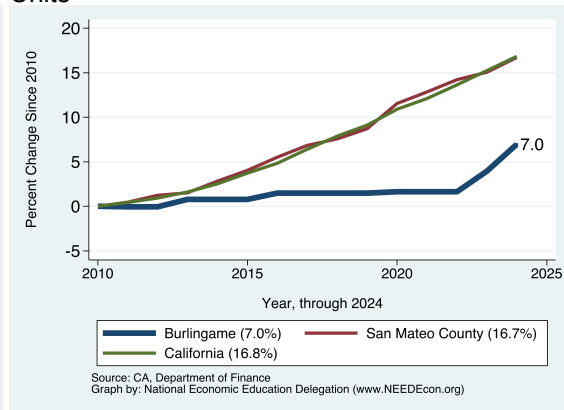 Units
20
15
10
5
0
-5
Percent Change Since 2010
7.0
2010 2015 2020 2025
Year, through 2024
Burlingame (7.0%) San Mateo County (16.7%)
California (16.8%)
Source: CA, Department of Finance
Graph by: National Economic Education Delegation (www.NEEDEcon.org)